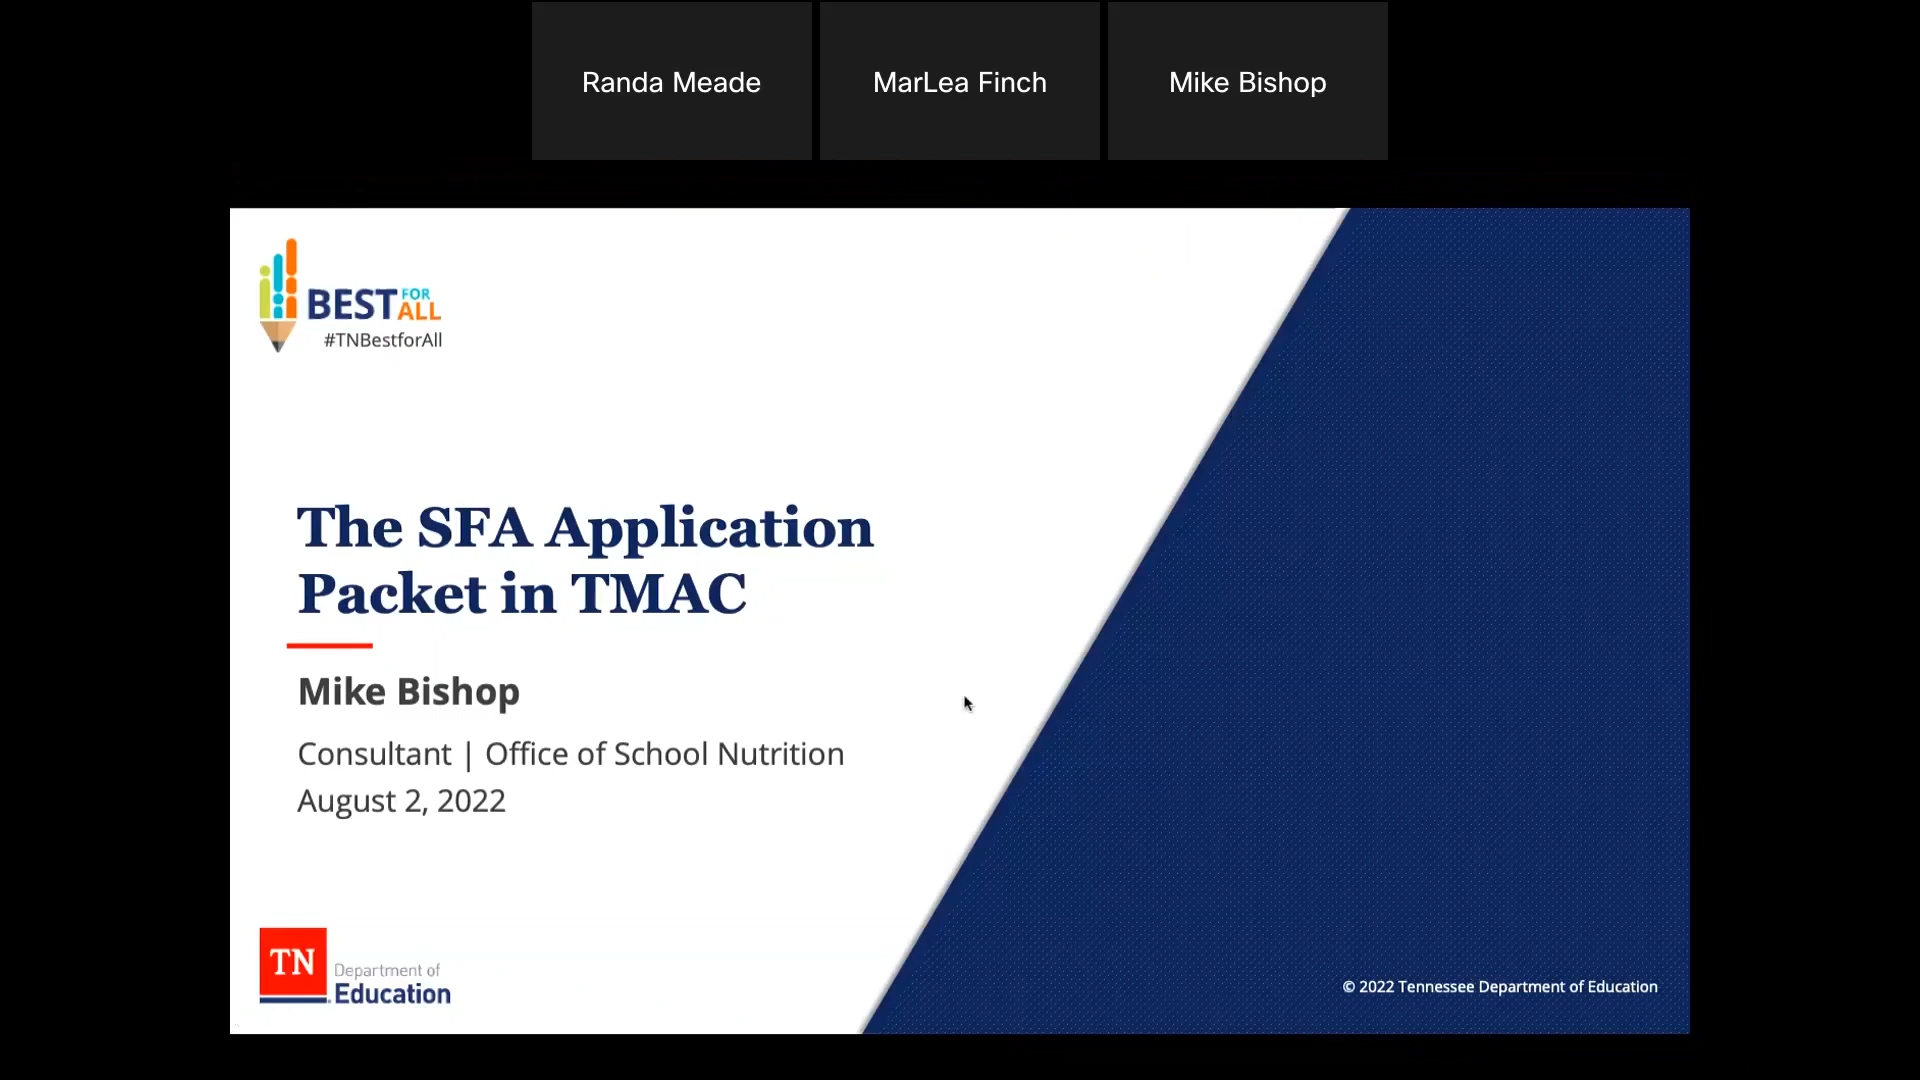 Randa Meade
MarLea Finch
Mike Bishop
BEST FOR ALL
#TNBestforAll
The SFA Application
Packet in TMAC
Mike Bishop
Consultant | Office of School Nutrition
August 2, 2022
TN
Department of
Education
© 2022 Tennessee Department of Education